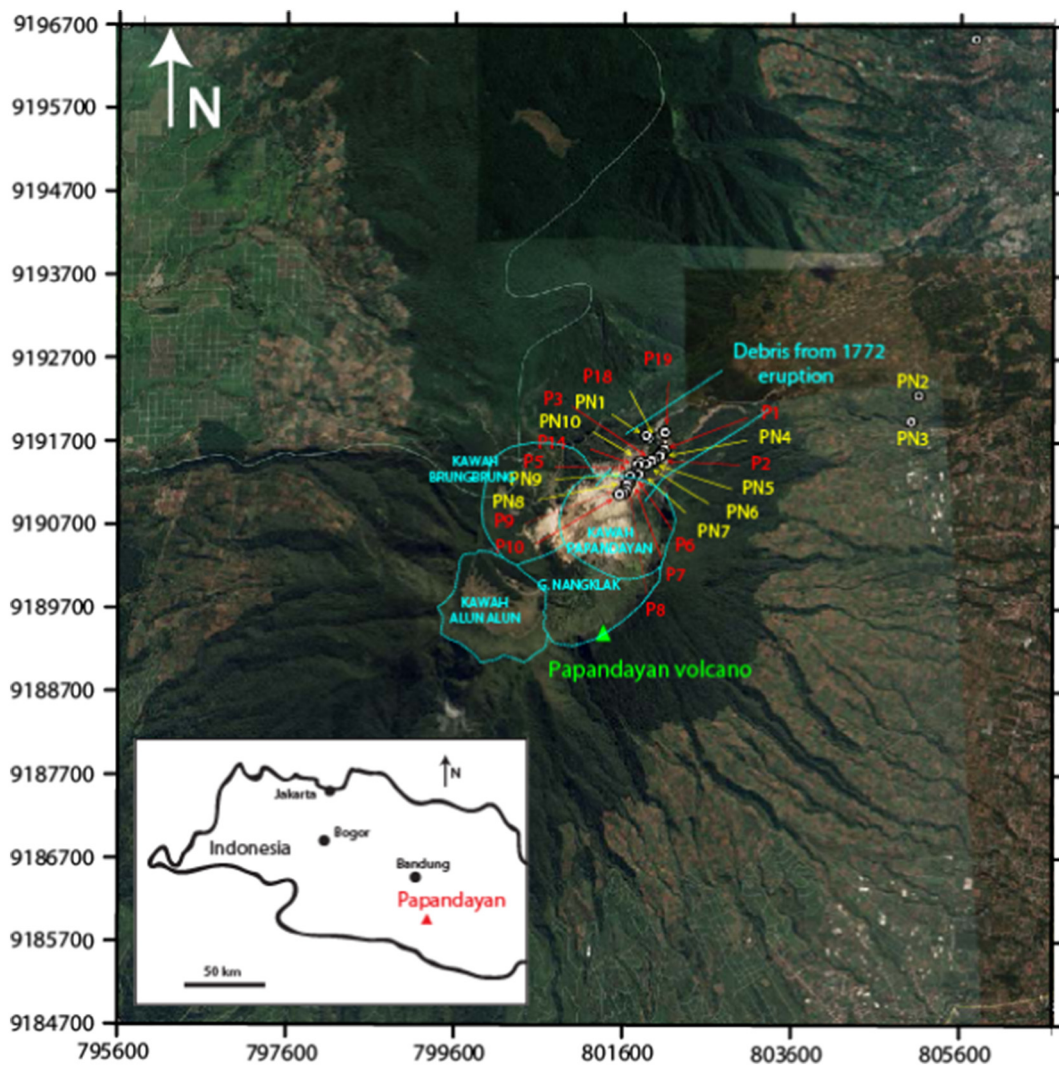 9196700
9195700
9194700
9193700
9192700
9191700
9190700
9189700
9188700
9187700
9186700
9185700
9184700
795600
797600
799600
801600
803600
805600
N
P19
P18
Debris from 1772
eruption
P3
PN1
PN2
P1
PN10
PN3
PN4
P14
P5
P2
KAWAH
BRUNGBRUNG
PN9
PN5
PN8
PN6
P9
PN7
KAWAH
PAPANDAYAN
P10
P6
P7
G. NANGKLAK
KAWAH
ALUN ALUN
P8
Papandayan volcano
N
Jakarta
Bogor
Indonesia
Bandung
Papandayan
50 km